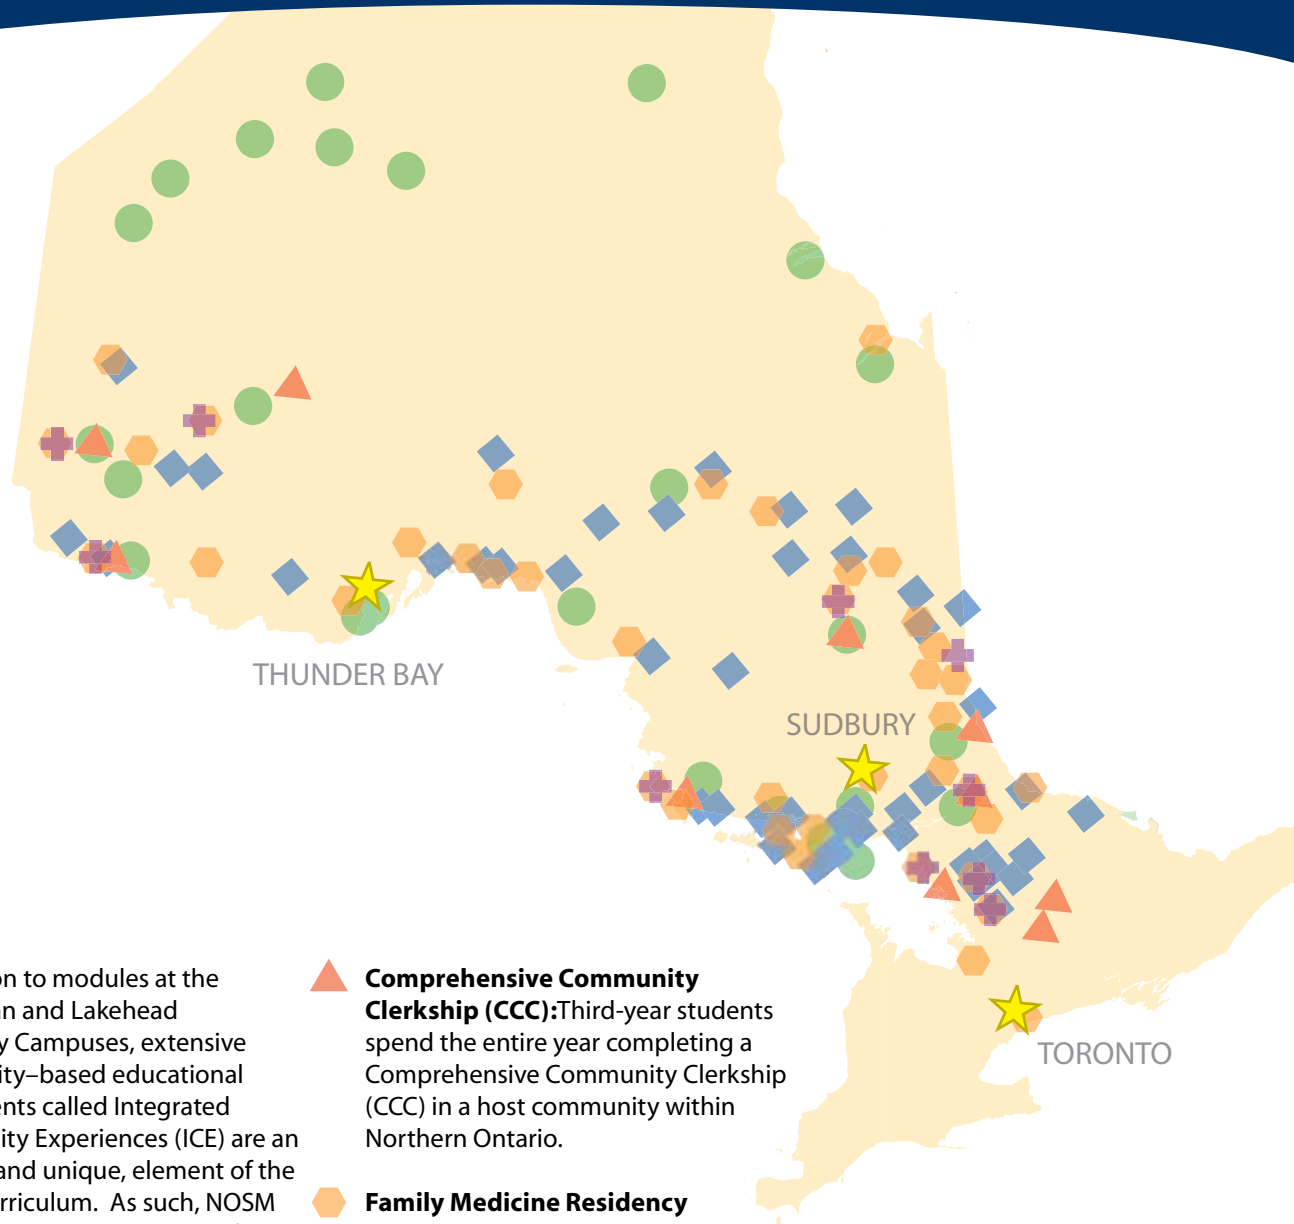 THUNDER BAY
SUDBURY
TORONTO
on to modules at the
an and Lakehead
y Campuses, extensive
ity–based educational
ents called Integrated
ity Experiences (ICE) are an
and unique, element of the
rriculum. As such, NOSM
Comprehensive Community
Clerkship (CCC):Third-year students
spend the entire year completing a
Comprehensive Community Clerkship
(CCC) in a host community within
Northern Ontario.
Family Medicine Residency